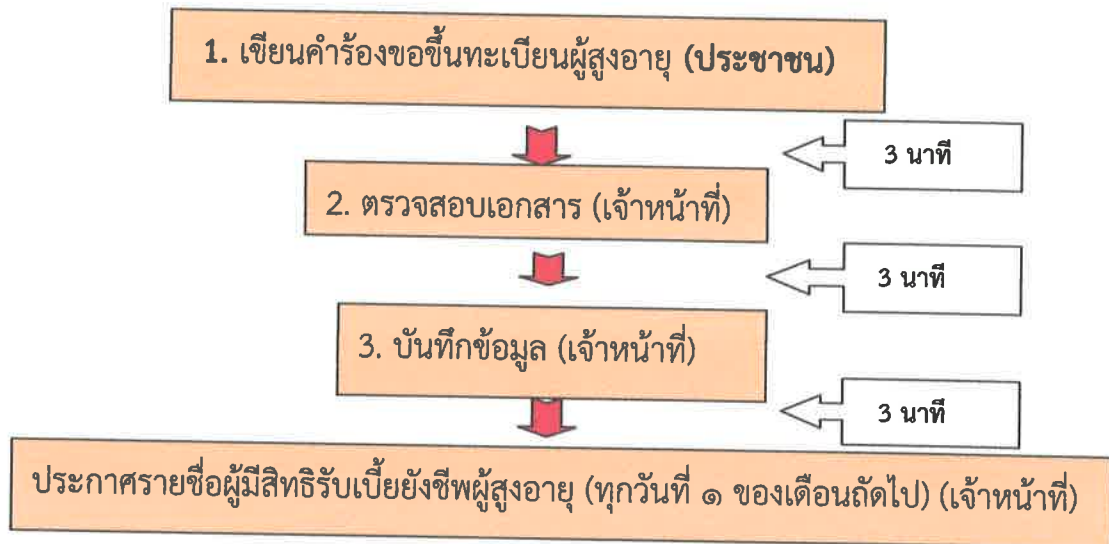 1. เขียนคำร้องขอขึ้นทะเบียนผู้สูงอายุ (ประชาชน)
3 นาที
2. ตรวจสอบเอกสาร (เจ้าหน้าที่)
3 นาที
3. บันทึกข้อมูล (เจ้าหน้าที่)
3 นาที
ประกาศรายชื่อผู้มีสิทธิรับเบี้ยยังชีพผู้สูงอายุ (ทุกวันที่ ๑ ของเดือนถัดไป) (เจ้าหน้าที่)